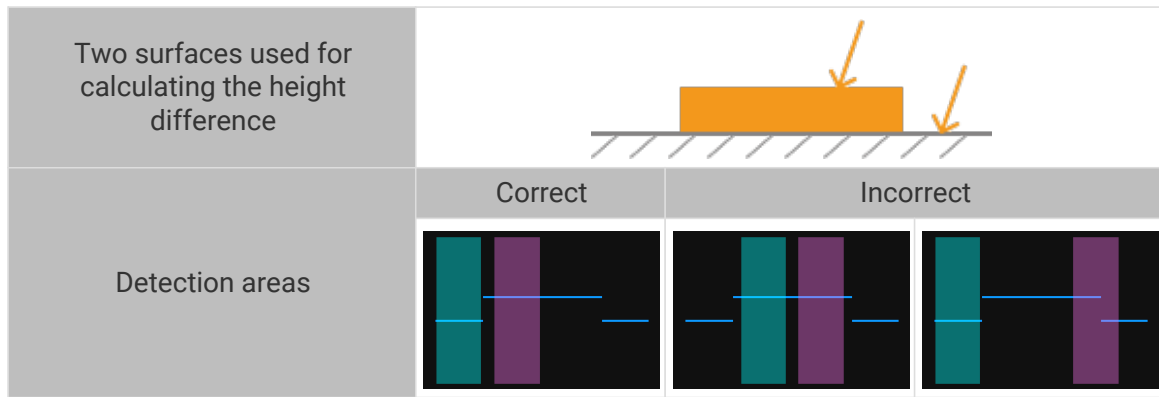 Two surfaces used for
calculating the height
difference
Correct
Incorrect
Detection areas